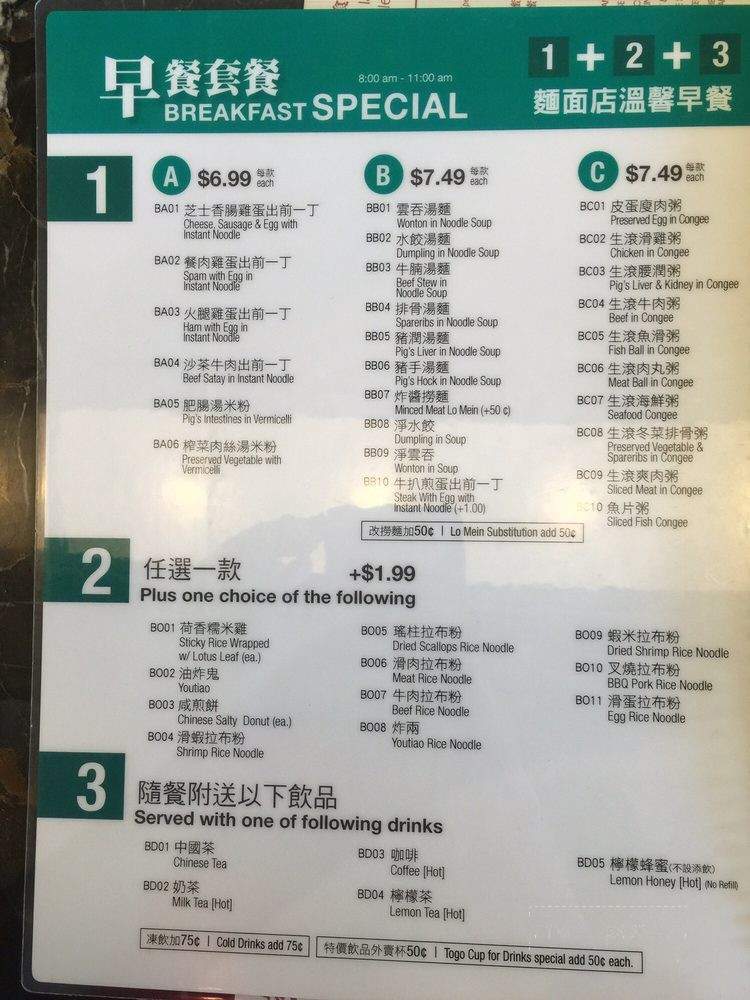 早餐套餐
8:00 am - 11:00 am
BREAKFAST SPECIAL
1 + 2 + 3
麵面店溫馨早餐
1
A $6.99 每款 each
BA01 芝士香腸雞蛋出前一丁
Cheese, Sausage & Egg with
Instant Noodle
BA02 餐肉雞蛋出前一丁
Spam with Egg in
Instant Noodle
BA03 火腿雞蛋出前一丁
Ham with Egg in
Instant Noodle
BA04 沙茶牛肉出前一丁
Beef Satay in Instant Noodle
BA05 肥腸湯米粉
Pig's Intestines in Vermicelli
BA06 榨菜肉絲湯米粉
Preserved Vegetable with
Vermicelli
B $7.49 每款 each
BB01 雲吞湯麵
Wonton in Noodle Soup
BB02 水餃湯麵
Dumpling in Noodle Soup
BB03 牛腩湯麵
Beef Stew in
Noodle Soup
BB04 排骨湯麵
Spareribs in Noodle Soup
BB05 豬潤湯麵
Pig's Liver in Noodle Soup
BB06 豬手湯麵
Pig's Hock in Noodle Soup
BB07 炸醬撈麵
Minced Meat Lo Mein (+50 ¢)
BB08 淨水餃
Dumpling in Soup
BB09 淨雲吞
Wonton in Soup
BB10 牛扒煎蛋出前一丁
Steak With Egg with
Instant Noodle (+1.00)
改撈麵加50¢ | Lo Mein Substitution add 50¢
C $7.49 每款 each
BC01 皮蛋廋肉粥
Preserved Egg in Congee
BC02 生滾滑雞粥
Chicken in Congee
BC03 生滾腰潤粥
Pig's Liver & Kidney in Congee
BC04 生滾牛肉粥
Beef in Congee
BC05 生滾魚滑粥
Fish Ball in Congee
BC06 生滾肉丸粥
Meat Ball in Congee
BC07 生滾海鮮粥
Seafood Congee
BC08 生滾冬菜排骨粥
Preserved Vegetable &
Spareribs in Congee
BC09 生滾爽肉粥
Sliced Meat in Congee
BC10 魚片粥
Sliced Fish Congee
2
任選一款 +$1.99
Plus one choice of the following
BO01 荷香糯米雞
Sticky Rice Wrapped
w/ Lotus Leaf (ea.)
BO02 油炸鬼
Youtiao
BO03 咸煎餅
Chinese Salty Donut (ea.)
BO04 滑蝦拉布粉
Shrimp Rice Noodle
BO05 瑤柱拉布粉
Dried Scallops Rice Noodle
BO06 滑肉拉布粉
Meat Rice Noodle
BO07 牛肉拉布粉
Beef Rice Noodle
BO08 炸兩
Youtiao Rice Noodle
BO09 蝦米拉布粉
Dried Shrimp Rice Noodle
BO10 叉燒拉布粉
BBQ Pork Rice Noodle
BO11 滑蛋拉布粉
Egg Rice Noodle
3
隨餐附送以下飲品
Served with one of following drinks
BD01 中國茶
Chinese Tea
BD02 奶茶
Milk Tea [Hot]
BD03 咖啡
Coffee [Hot]
BD04 檸檬茶
Lemon Tea [Hot]
BD05 檸檬蜂蜜(不設添飲)
Lemon Honey [Hot] (No Refill)
凍飲加75¢ | Cold Drinks add 75¢
特價飲品外賣杯50¢ | Togo Cup for Drinks special add 50¢ each.